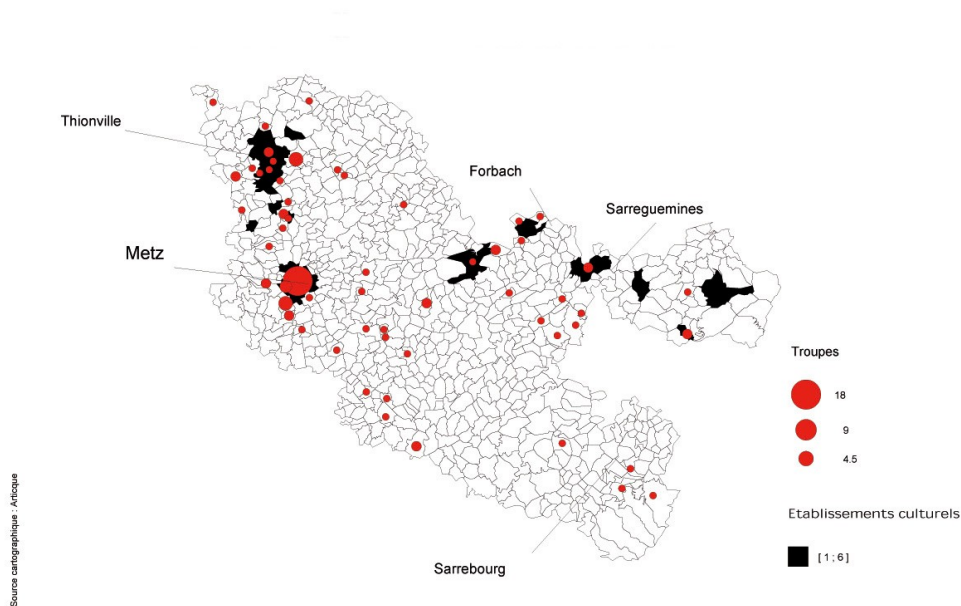 Thionville
Forbach
Sarreguemines
Metz
Troupes
18
9
4.5
Etablissements culturels
[ 1 ; 6 ]
Sarrebourg
Source cartographique : Articque